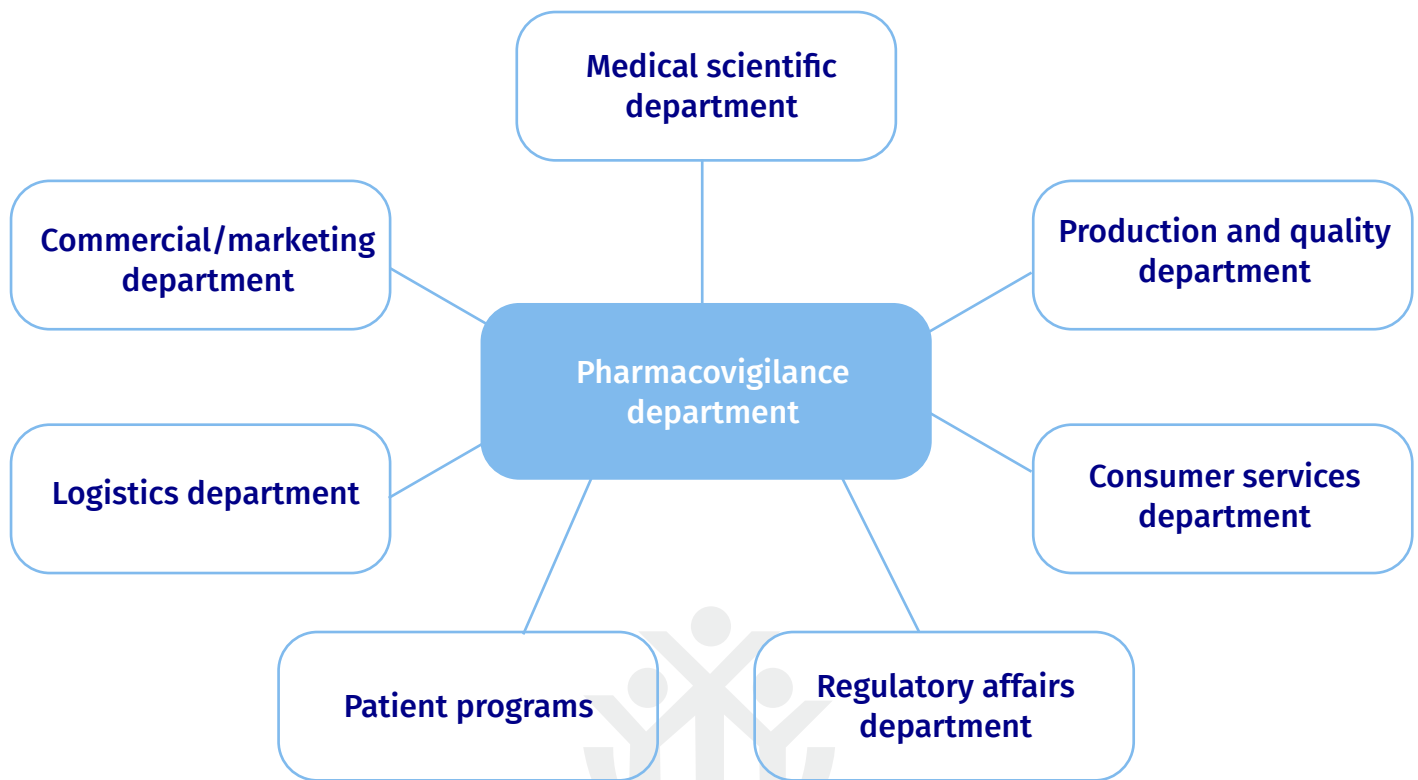 Medical scientific
department
Commercial/marketing
department
Production and quality
department
Pharmacovigilance
department
Logistics department
Consumer services
department
Patient programs
Regulatory affairs
department